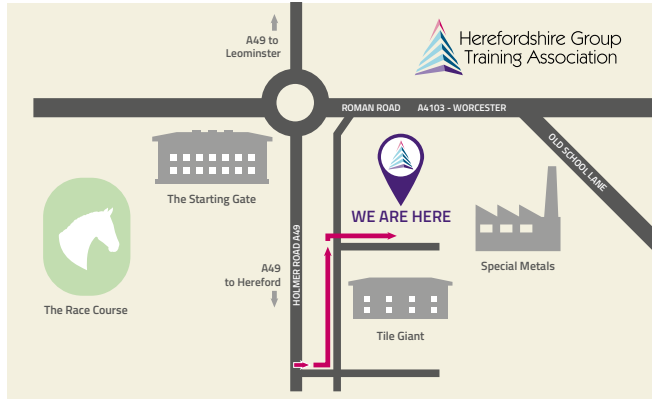 A49 to
Leominster
Herefordshire Group
Training Association
ROMAN ROAD A4103 - WORCESTER
OLD SCHOOL LANE
The Starting Gate
WE ARE HERE
HOLMER ROAD A49
A49
to Hereford
Special Metals
The Race Course
Tile Giant